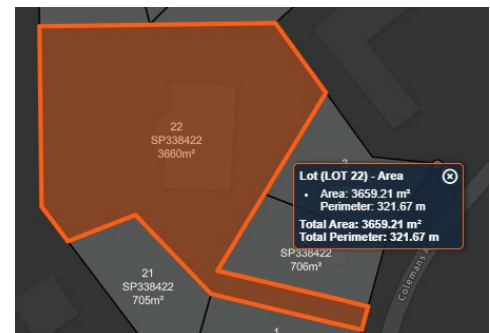 22
SP338422
3660m²
Lot (LOT 22) - Area
• Area: 3659.21 m²
Perimeter: 321.67 m
Total Area: 3659.21 m²
Total Perimeter: 321.67 m
SP338422
706m²
21
SP338422
705m²
Colemans
1